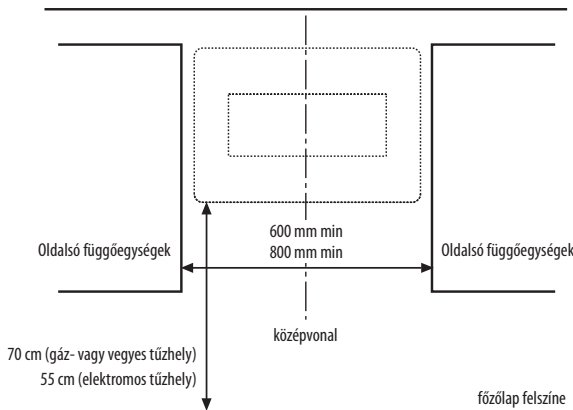 600 mm min
800 mm min
Oldalsó függőegységek
Oldalsó függőegységek
középvonal
70 cm (gáz- vagy vegyes tűzhely)
55 cm (elektromos tűzhely)
főzőlap felszíne